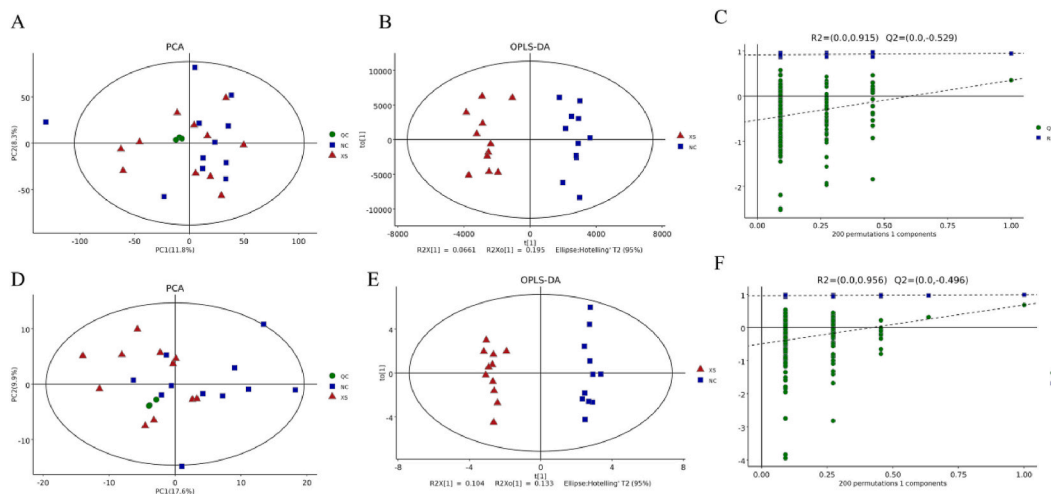 A
PCA
PC2(8.3%)
50
0
-50
-100
-50
0
50
100
PC1(11.8%)
QC
NC
XS
B
OPLS-DA
to[1]
10000
5000
0
-5000
-10000
-8000
-4000
0
4000
8000
t[1]
R2X[1] = 0.0661 R2Xo[1] = 0.195 Ellipse:Hotelling' T2 (95%)
XS
NC
C
R2=(0.0,0.915) Q2=(0.0,-0.529)
1
0
-1
-2
0.00
0.25
0.50
0.75
1.00
200 permutations 1 components
D
PCA
PC2(9.9%)
10
0
-10
-20
-10
0
10
20
PC1(17.6%)
QC
NC
XS
E
OPLS-DA
to[1]
4
0
-4
-8
-4
0
4
8
t[1]
R2X[1] = 0.104 R2Xo[1] = 0.133 Ellipse:Hotelling' T2 (95%)
XS
NC
F
R2=(0.0,0.956) Q2=(0.0,-0.496)
1
0
-1
-2
-3
-4
0.00
0.25
0.50
0.75
1.00
200 permutations 1 components